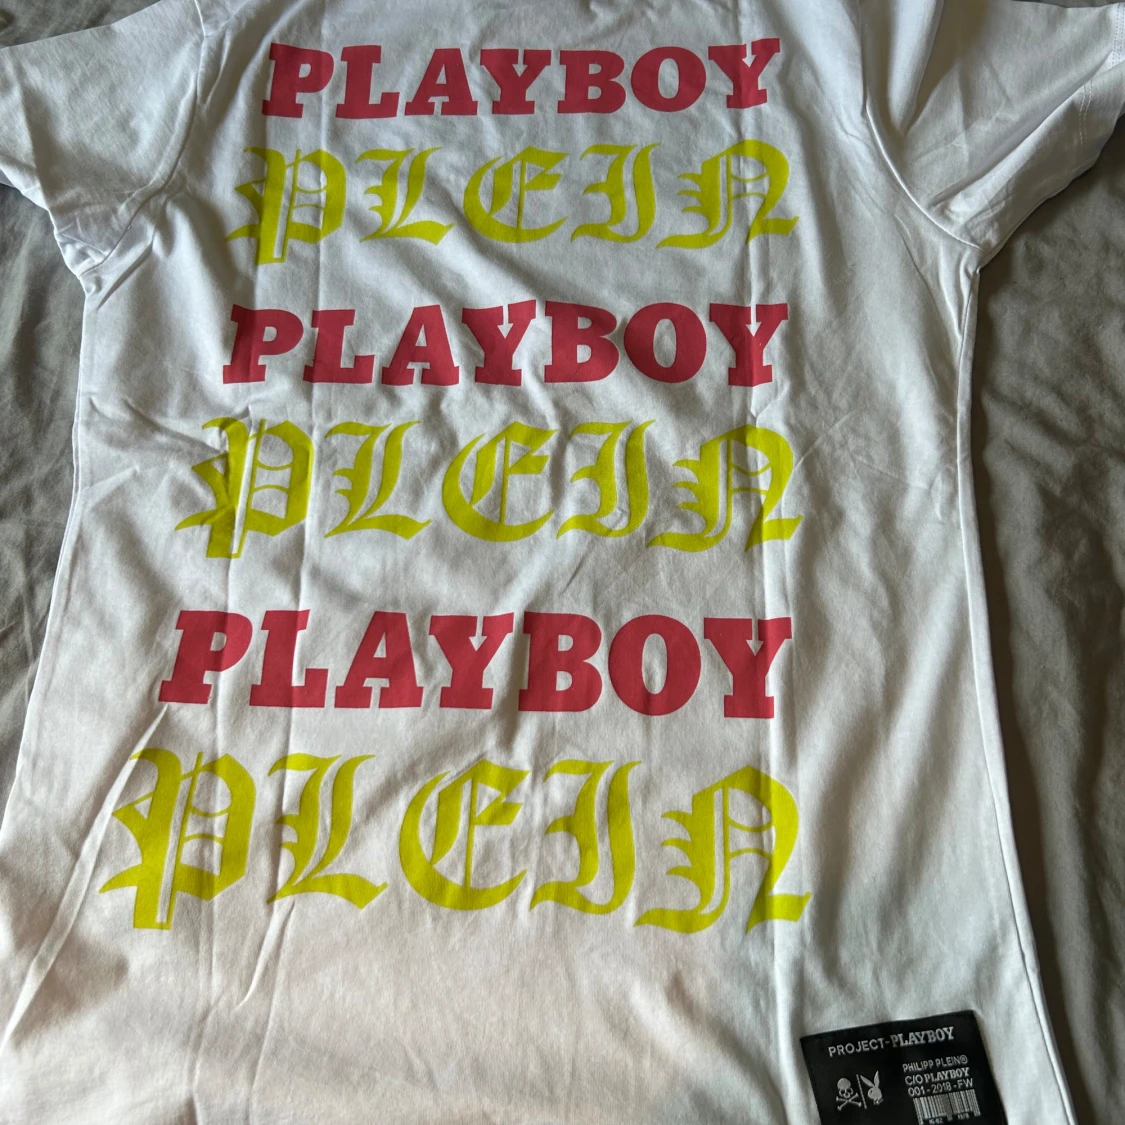 PLAYBOY
PLEIN
PLAYBOY
PLEIN
PLAYBOY
PLEIN
PROJECT-PLAYBOY
PHILIPP PLEIN®
C/O PLAYBOY
001-2018-FW